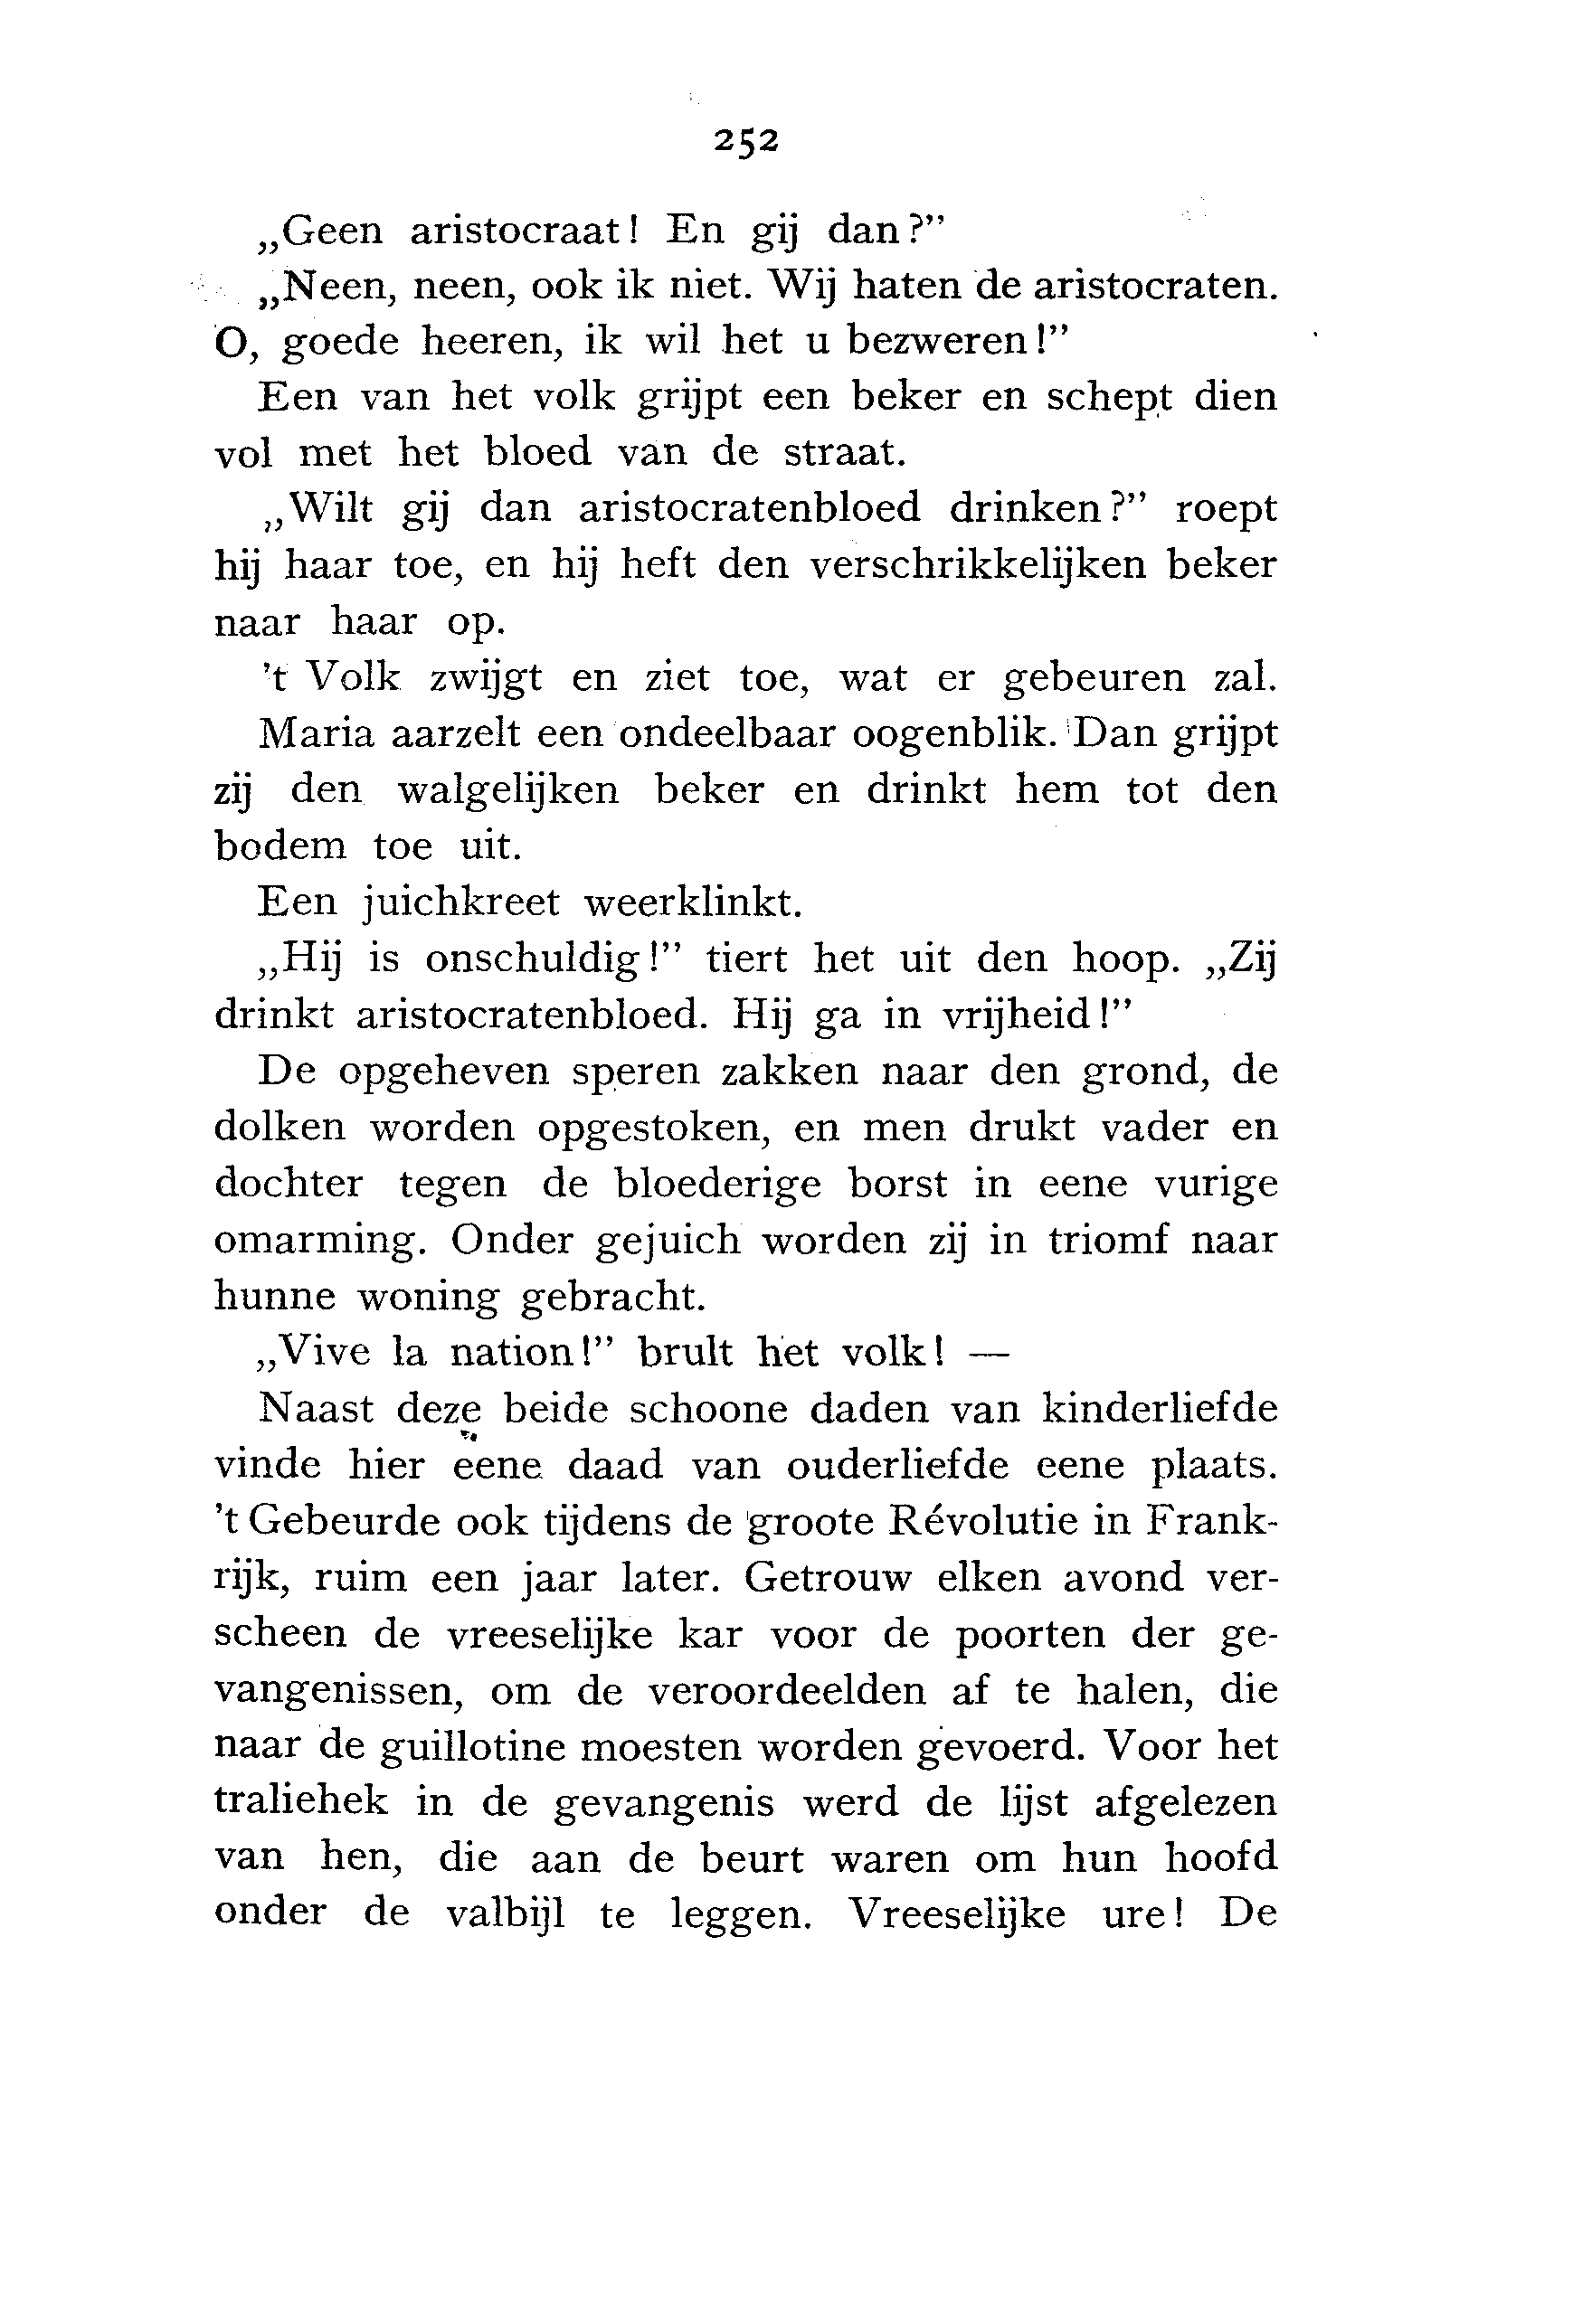 252
„Geen aristocraat! En gij dan?”
„Neen, neen, ook ik niet. Wij haten de aristocraten.
O, goede heeren, ik wil het u bezweren!”
Een van het volk grijpt een beker en schept dien
vol met het bloed van de straat.
„Wilt gij dan aristocratenbloed drinken?” roept
hij haar toe, en hij heft den verschrikkelijken beker
naar haar op.
’t Volk zwijgt en ziet toe, wat er gebeuren zal.
Maria aarzelt een ondeelbaar oogenblik. Dan grijpt
zij den walgelijken beker en drinkt hem tot den
bodem toe uit.
Een juichkreet weerklinkt.
„Hij is onschuldig!” tiert het uit den hoop. „Zij
drinkt aristocratenbloed. Hij ga in vrijheid!”
De opgeheven speren zakken naar den grond, de
dolken worden opgestoken, en men drukt vader en
dochter tegen de bloederige borst in eene vurige
omarming. Onder gejuich worden zij in triomf naar
hunne woning gebracht.
„Vive la nation!” brult het volk! —
Naast deze beide schoone daden van kinderliefde
vinde hier eene daad van ouderliefde eene plaats.
’t Gebeurde ook tijdens de groote Révolutie in Frank-
rijk, ruim een jaar later. Getrouw elken avond ver-
scheen de vreeselijke kar voor de poorten der ge-
vangenissen, om de veroordeelden af te halen, die
naar de guillotine moesten worden gevoerd. Voor het
traliehek in de gevangenis werd de lijst afgelezen
van hen, die aan de beurt waren om hun hoofd
onder de valbijl te leggen. Vreeselijke ure! De